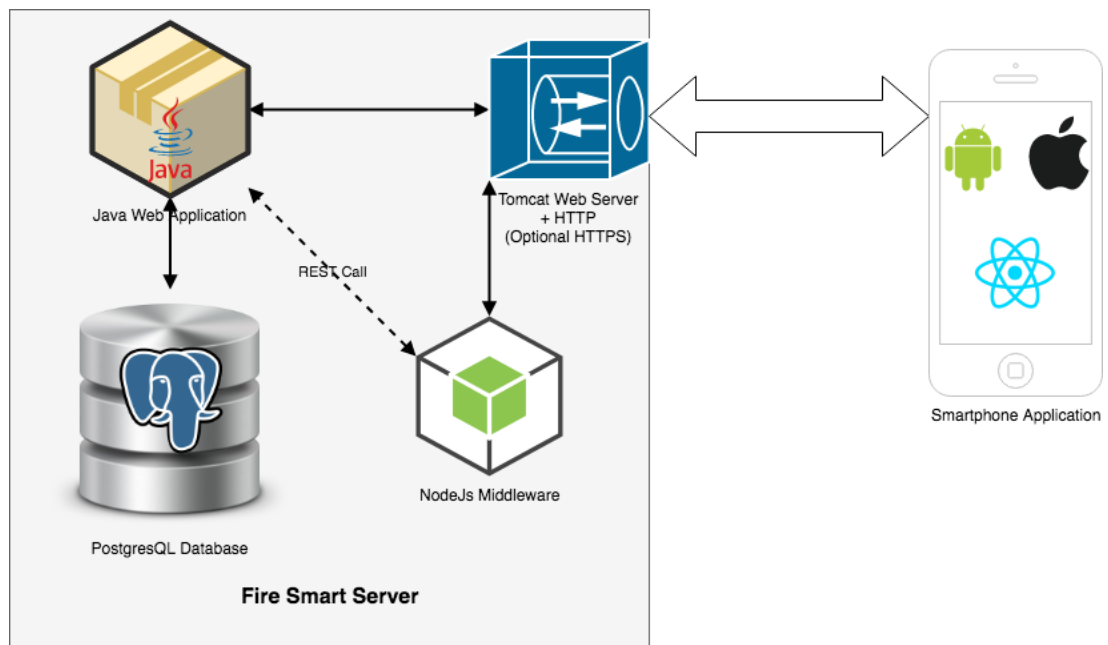 Java
Java Web Application
Tomcat Web Server
+ HTTP
(Optional HTTPS)
REST Call
NodeJs Middleware
PostgresQL Database
Fire Smart Server
Smartphone Application